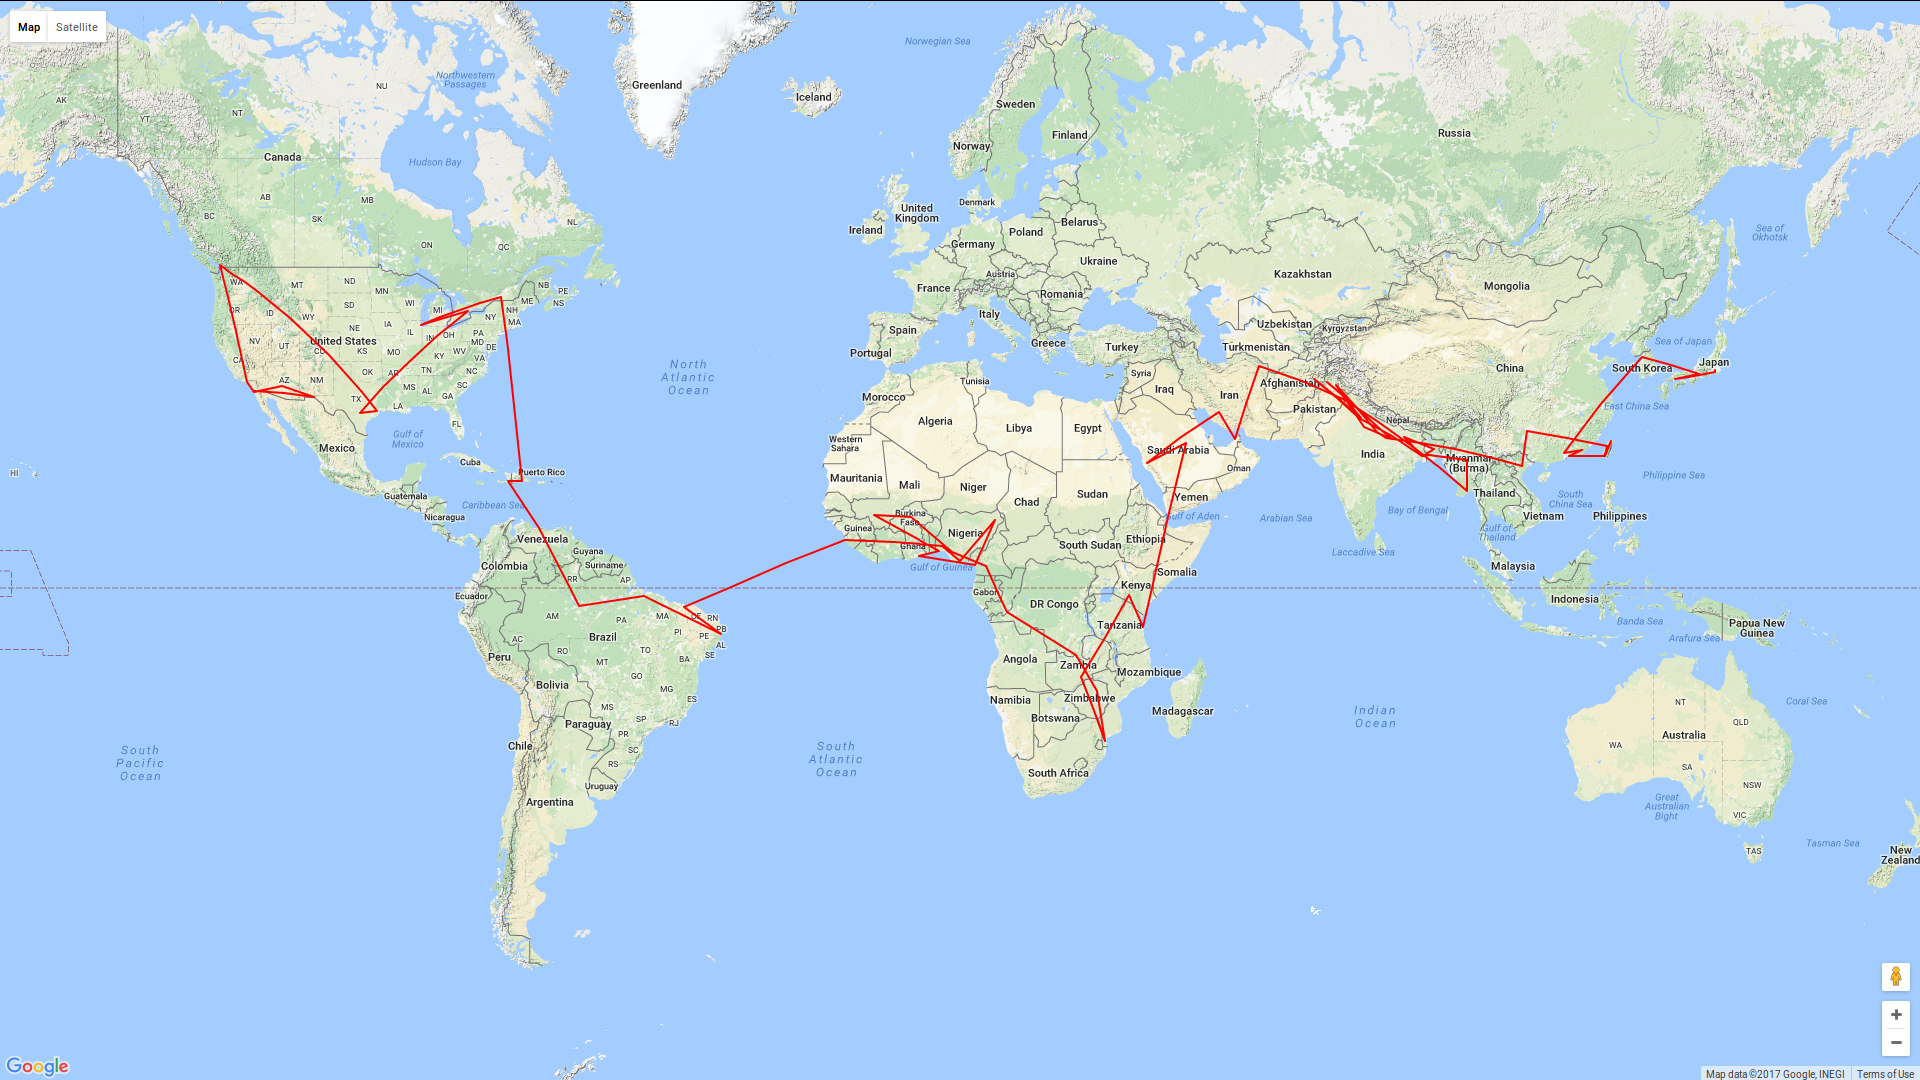 Map Satellite
Greenland
Iceland
Norwegian Sea
Northwestern
Passages
NU
AK
YT
NT
Canada
Hudson Bay
AB
BC
SK
MB
ON
QC
NL
NB
PE
NS
ME
NH
MA
NY
PA
MD
DE
WA
MT
ND
MN
OR
ID
SD
WI
MI
WY
IA
NE
IL
IN
OH
NV
UT
United States
CO
KS
MO
KY
WV
VA
CA
AZ
NM
OK
AR
TN
NC
SC
MS
AL
GA
TX
LA
FL
Gulf of
Mexico
Mexico
HI
Cuba
Puerto Rico
Guatemala
Caribbean Sea
Nicaragua
Venezuela
Guyana
Suriname
Colombia
RR
AP
Ecuador
AM
PA
MA
CE
RN
PB
PI
PE
AL
SE
AC
RO
Brazil
TO
BA
MT
Peru
GO
Bolivia
MG
ES
MS
SP
RJ
Paraguay
PR
SC
RS
Chile
Uruguay
Argentina
North
Atlantic
Ocean
South
Pacific
Ocean
South
Atlantic
Ocean
Sweden
Finland
Norway
Russia
Denmark
United
Kingdom
Ireland
Belarus
Poland
Germany
Ukraine
Austria
France
Romania
Italy
Spain
Portugal
Greece
Turkey
Kazakhstan
Mongolia
Uzbekistan
Kyrgyzstan
Turkmenistan
Sea of
Okhotsk
Sea of Japan
Japan
South Korea
China
East China Sea
Tunisia
Morocco
Syria
Iraq
Iran
Afghanistan
Pakistan
Nepal
India
Myanmar
(Burma)
Algeria
Libya
Egypt
Western
Sahara
Saudi Arabia
Oman
Mauritania
Mali
Niger
Chad
Sudan
Yemen
Gulf of Aden
Arabian Sea
Bay of Bengal
Thailand
Vietnam
South
China Sea
Philippine Sea
Philippines
Gulf of
Thailand
Laccadive Sea
Burkina
Faso
Guinea
Ghana
Nigeria
Gulf of Guinea
South Sudan
Ethiopia
Somalia
Kenya
Gabon
DR Congo
Tanzania
Angola
Zambia
Mozambique
Namibia
Zimbabwe
Botswana
Madagascar
South Africa
Malaysia
Indonesia
Banda Sea
Arafura Sea
Papua New
Guinea
Indian
Ocean
Coral Sea
NT
QLD
WA
Australia
SA
NSW
Great
Australian
Bight
VIC
TAS
Tasman Sea
New
Zealand
Google
Map data ©2017 Google, INEGI Terms of Use